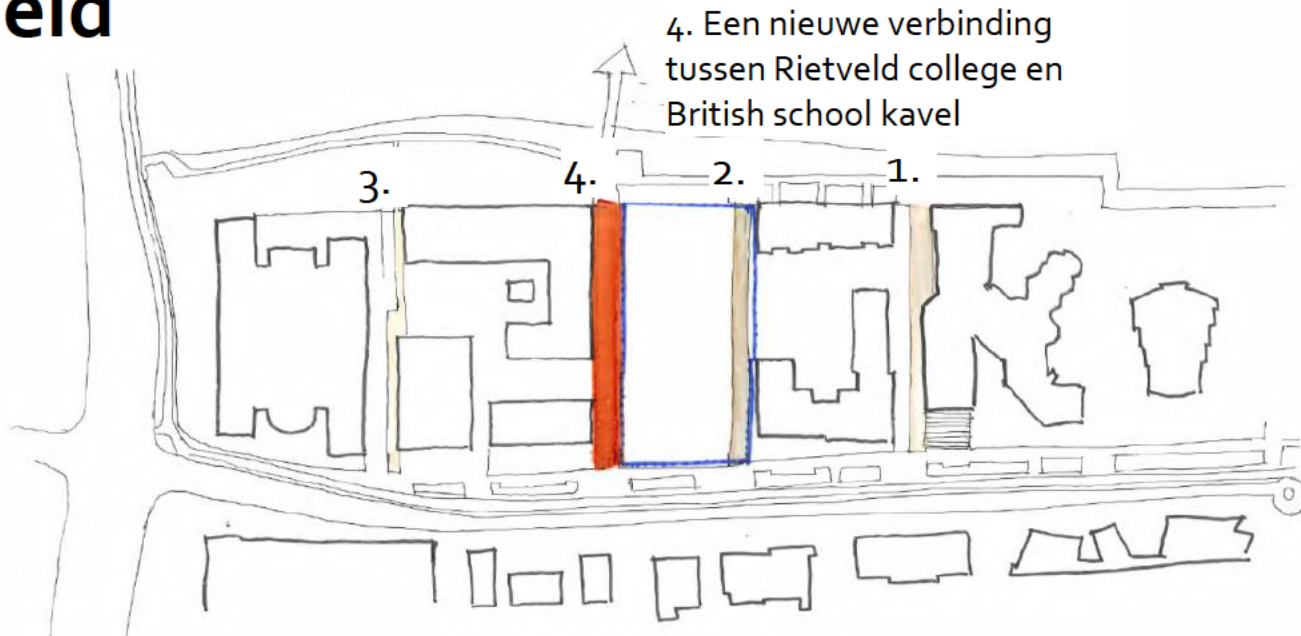 eld
4. Een nieuwe verbinding
tussen Rietveld college en
British school kavel
3.
4.
2.
1.